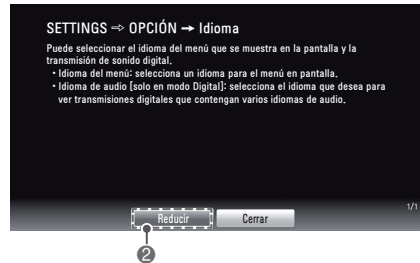 SETTINGS ⇨ OPCIÓN → Idioma
Puede seleccionar el idioma del menú que se muestra en la pantalla y la
transmisión de sonido digital.
• Idioma del menú: selecciona un idioma para el menú en pantalla.
• Idioma de audio [solo en modo Digital]: selecciona el idioma que desea para
ver transmisiones digitales que contengan varios idiomas de audio.
1/1
Reducir Cerrar
2